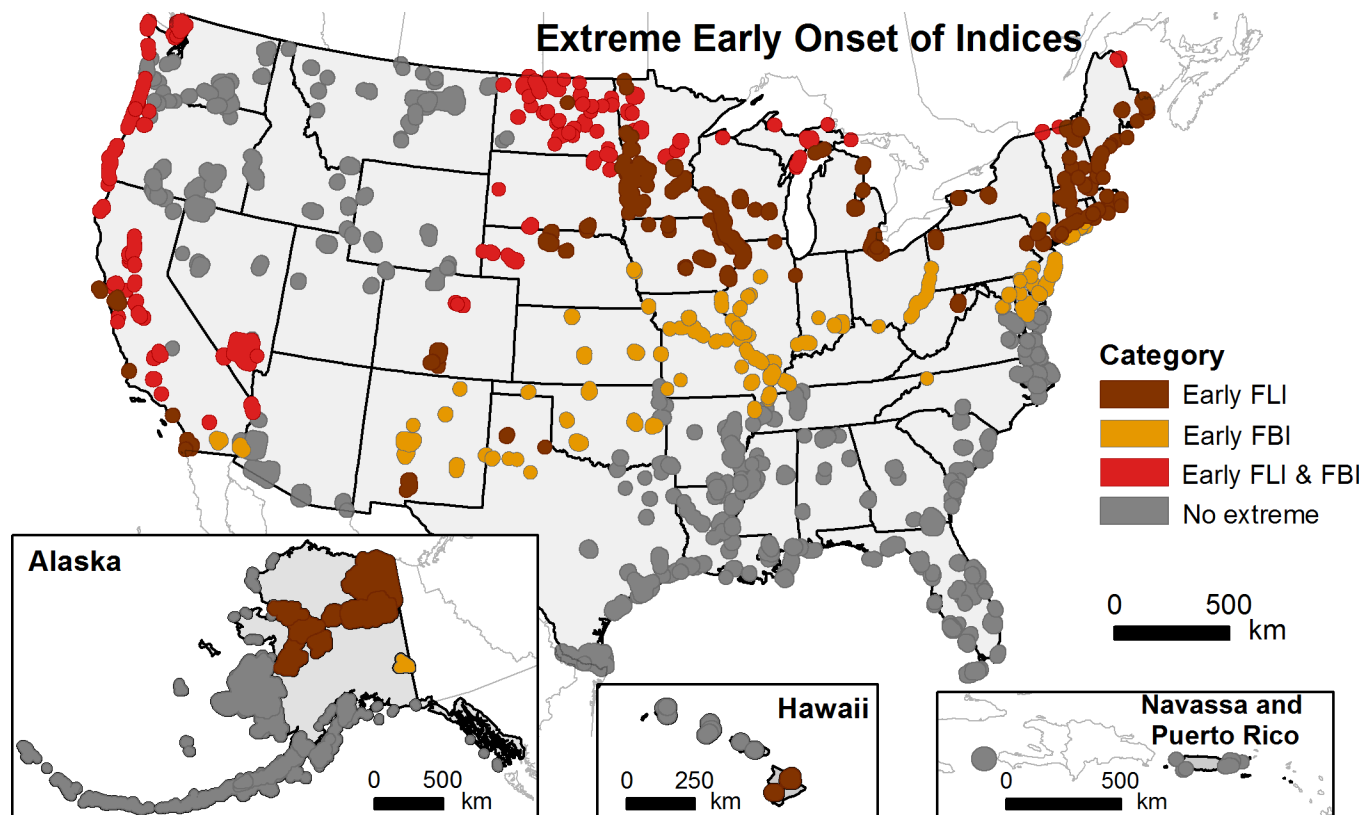 Extreme Early Onset of Indices
Category
Early FLI
Early FBI
Early FLI & FBI
No extreme
0 500
km
Alaska
0 500
km
Hawaii
0 250
km
Navassa and
Puerto Rico
0 500
km